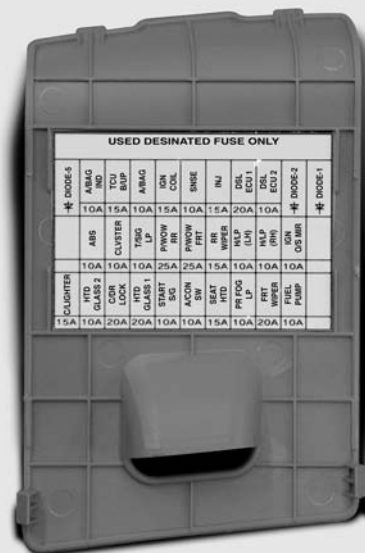 USED DESINATED FUSE ONLY
DIODE-5 A/BAG IND TCU B/UP A/BAG IGN COIL SNSE INJ DSL ECU 1 DSL ECU 2 DIODE-2 DIODE-1
10A 15A 10A 15A 10A 15A 20A 10A
ABS CLVSTER T/SIG LP P/WOW RR P/WOW FRT RR WIPER H/LP (LH) H/LP (RH) IGN O/S MIR
10A 10A 10A 25A 25A 15A 10A 10A 10A
C/LIGHTER HTD GLASS 2 C/DR LOCK HTD GLASS 1 START S/G A/CON SW SEAT HTD PR FOG LP FRT WIPER FUEL PUMP
15A 10A 20A 20A 10A 10A 15A 10A 20A 10A